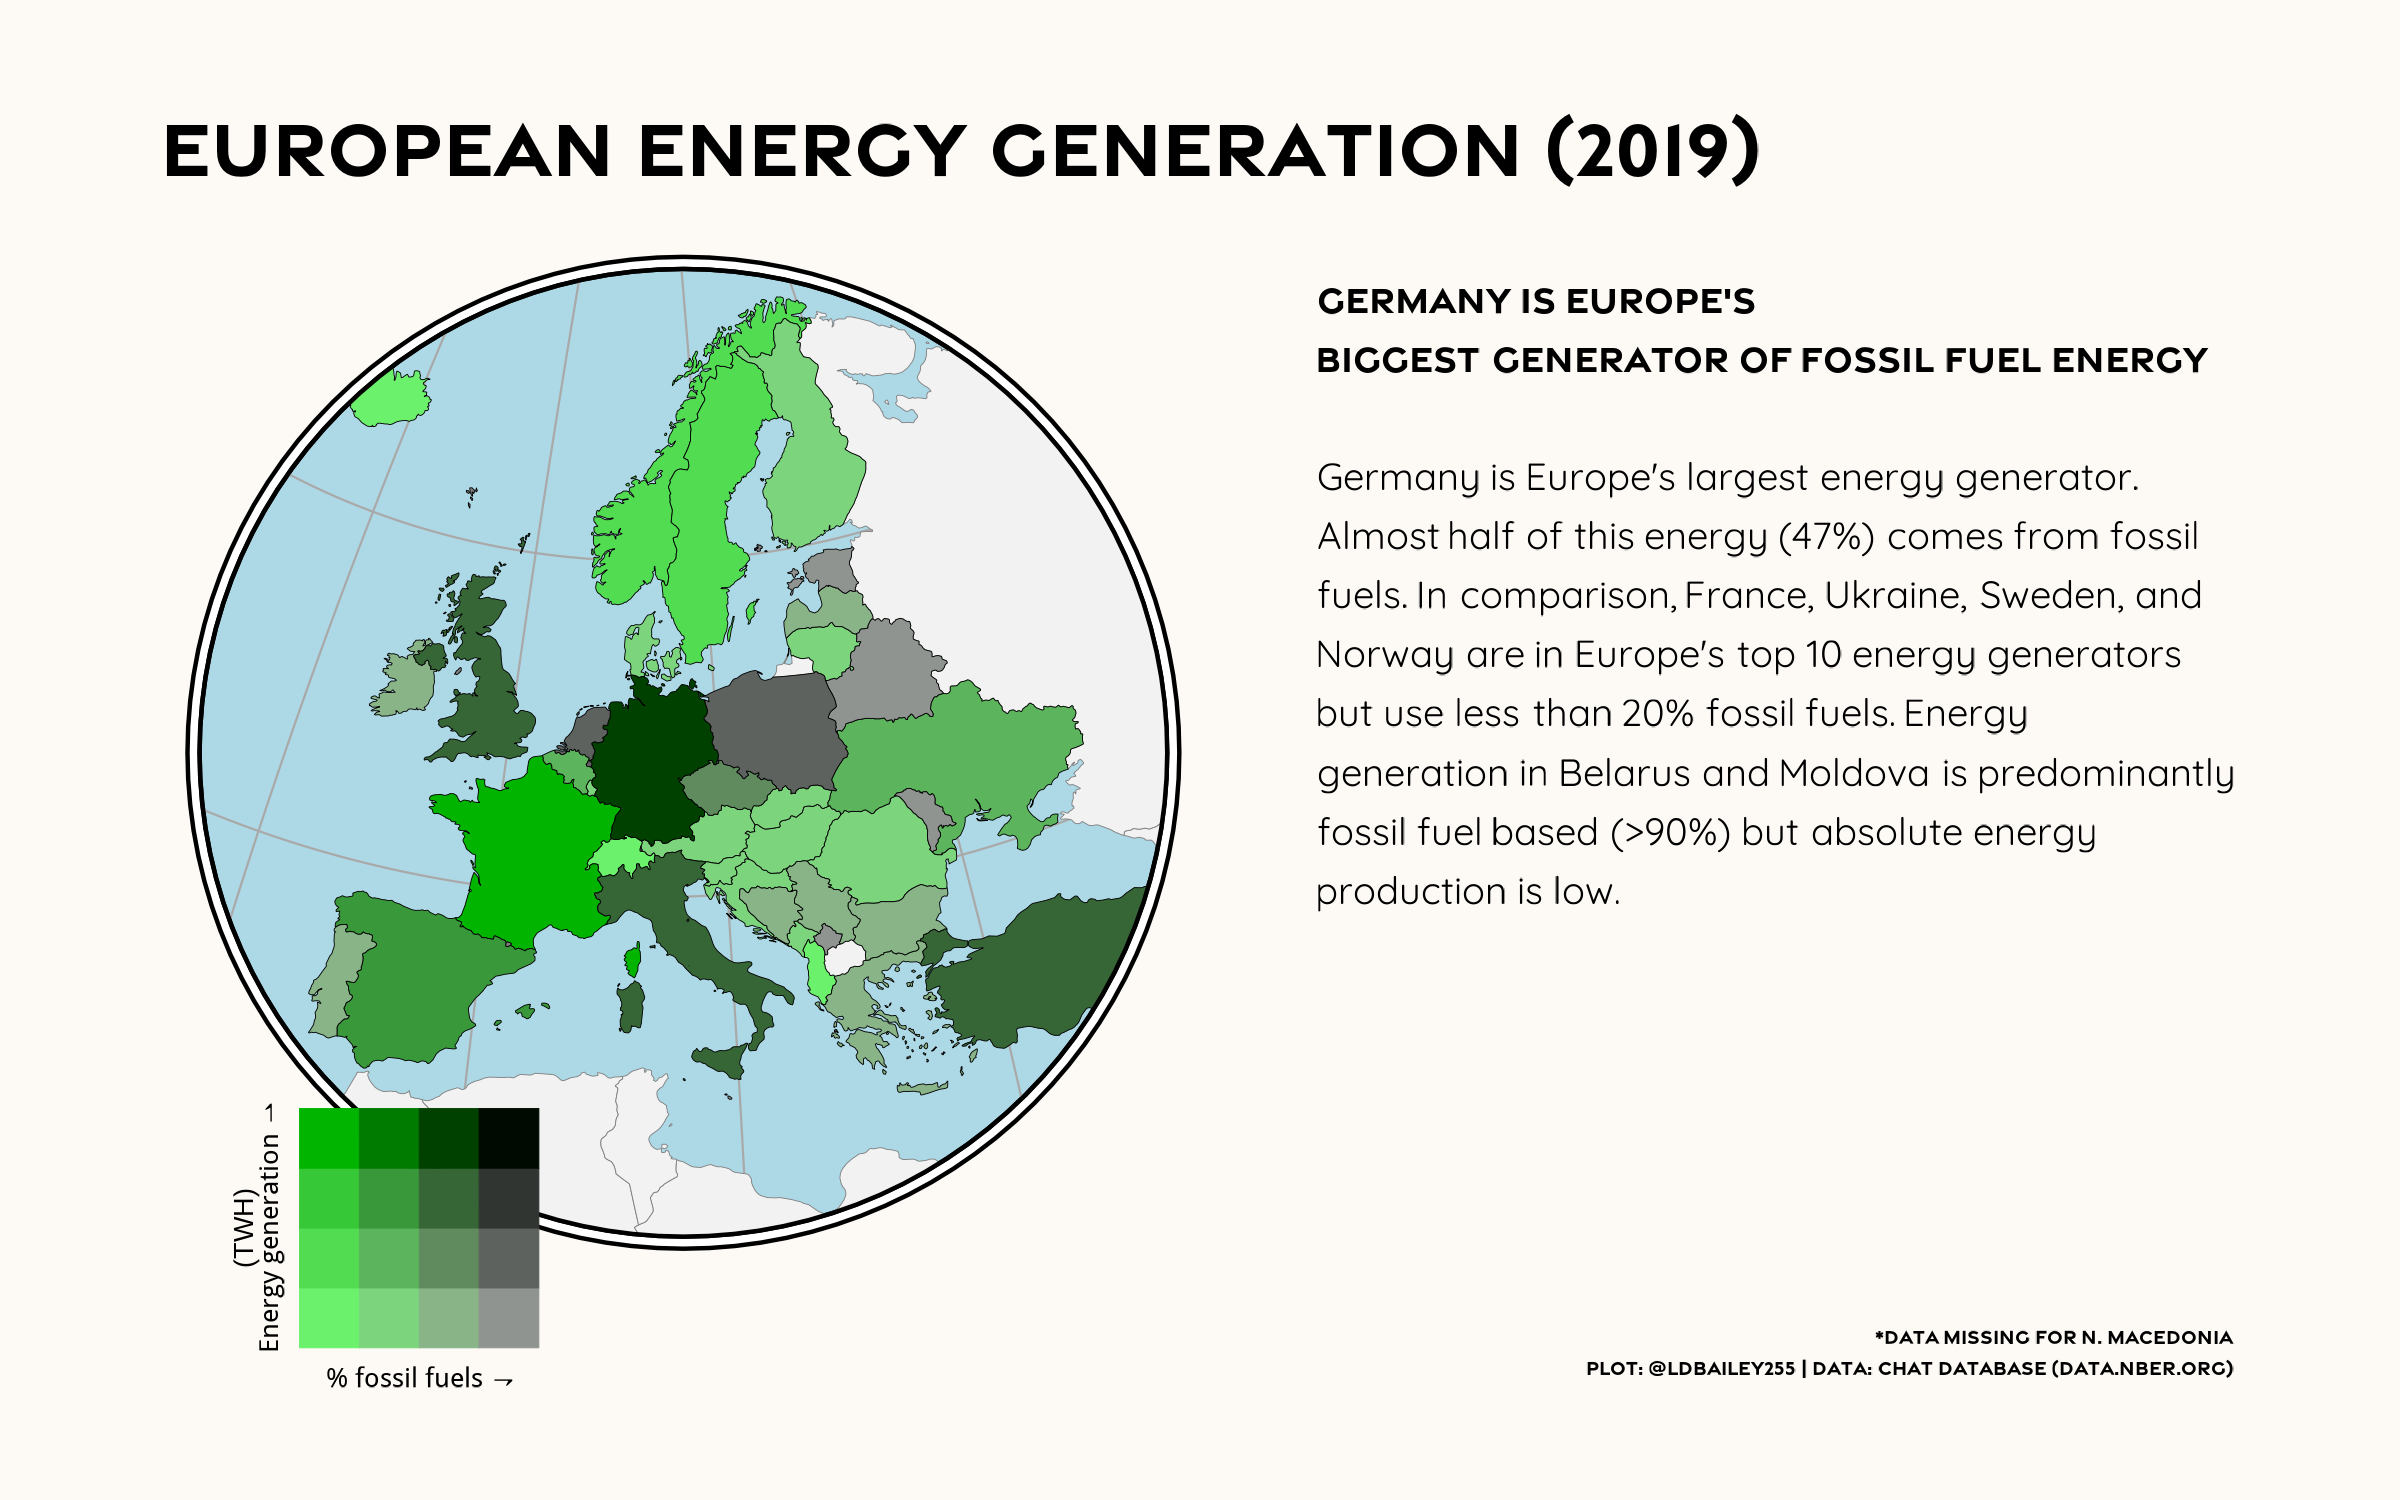 EUROPEAN ENERGY GENERATION (2019)
GERMANY IS EUROPE'S
BIGGEST GENERATOR OF FOSSIL FUEL ENERGY
Germany is Europe's largest energy generator.
Almost half of this energy (47%) comes from fossil
fuels. In comparison, France, Ukraine, Sweden, and
Norway are in Europe's top 10 energy generators
but use less than 20% fossil fuels. Energy
generation in Belarus and Moldova is predominantly
fossil fuel based (>90%) but absolute energy
production is low.
(TWH)
Energy generation →
% fossil fuels →
*DATA MISSING FOR N. MACEDONIA
PLOT: @LDBAILEY255 | DATA: CHAT DATABASE (DATA.NBER.ORG)